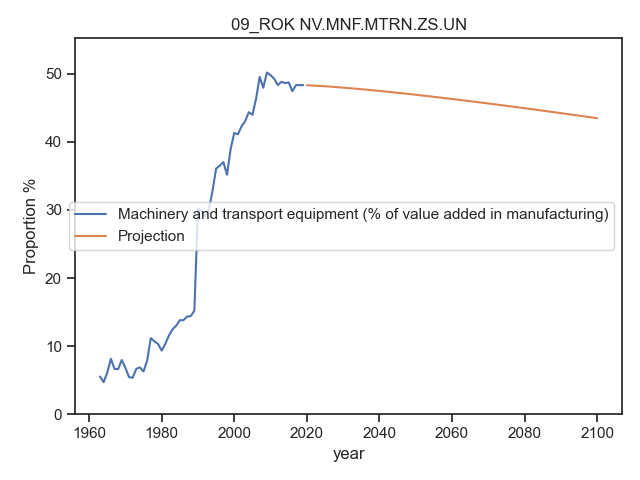 09_ROK NV.MNF.MTRN.ZS.UN
Proportion %
50
40
30
20
10
0
Machinery and transport equipment (% of value added in manufacturing)
Projection
1960 1980 2000 2020 2040 2060 2080 2100
year